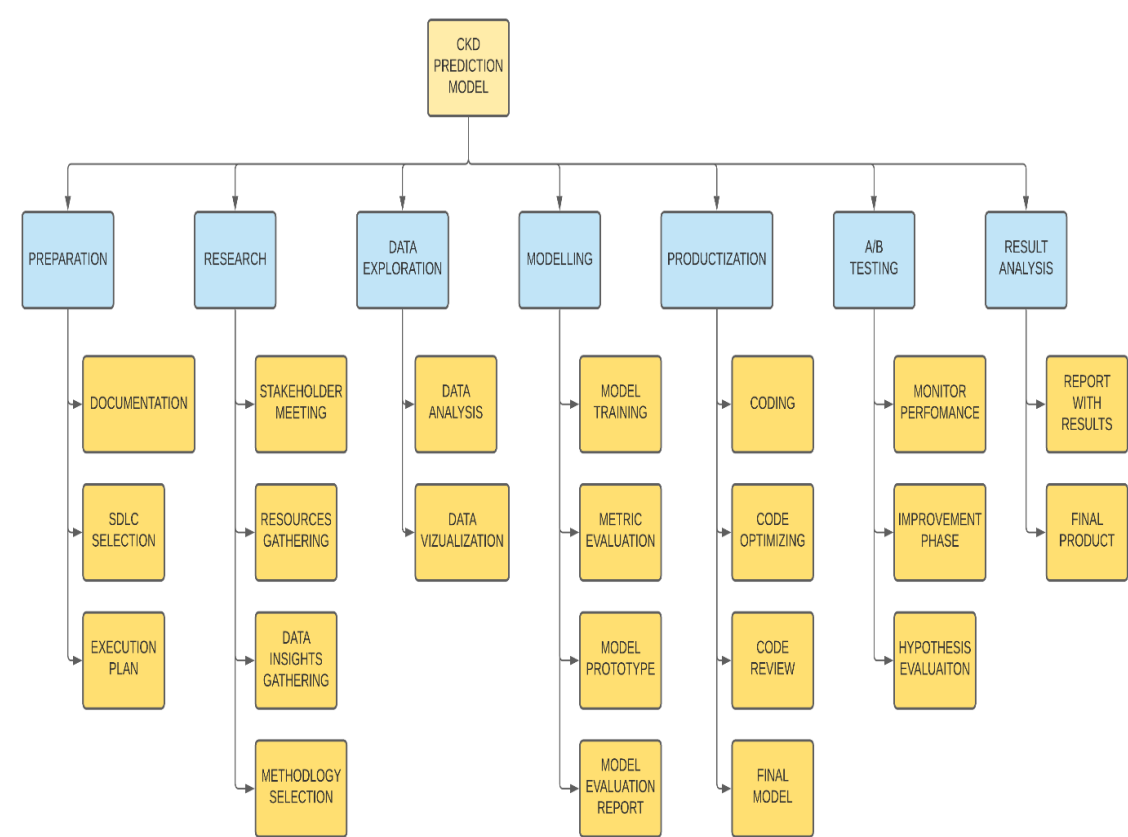 CKD
PREDICTION
MODEL
PREPARATION
RESEARCH
DATA
EXPLORATION
MODELLING
PRODUCTIZATION
A/B
TESTING
RESULT
ANALYSIS
DOCUMENTATION
STAKEHOLDER
MEETING
DATA
ANALYSIS
MODEL
TRAINING
CODING
MONITOR
PERFOMANCE
REPORT
WITH
RESULTS
SDLC
SELECTION
RESOURCES
GATHERING
DATA
VIZUALIZATION
METRIC
EVALUATION
CODE
OPTIMIZING
IMPROVEMENT
PHASE
FINAL
PRODUCT
EXECUTION
PLAN
DATA
INSIGHTS
GATHERING
MODEL
PROTOTYPE
CODE
REVIEW
HYPOTHESIS
EVALUAITON
METHODLOGY
SELECTION
MODEL
EVALUATION
REPORT
FINAL
MODEL